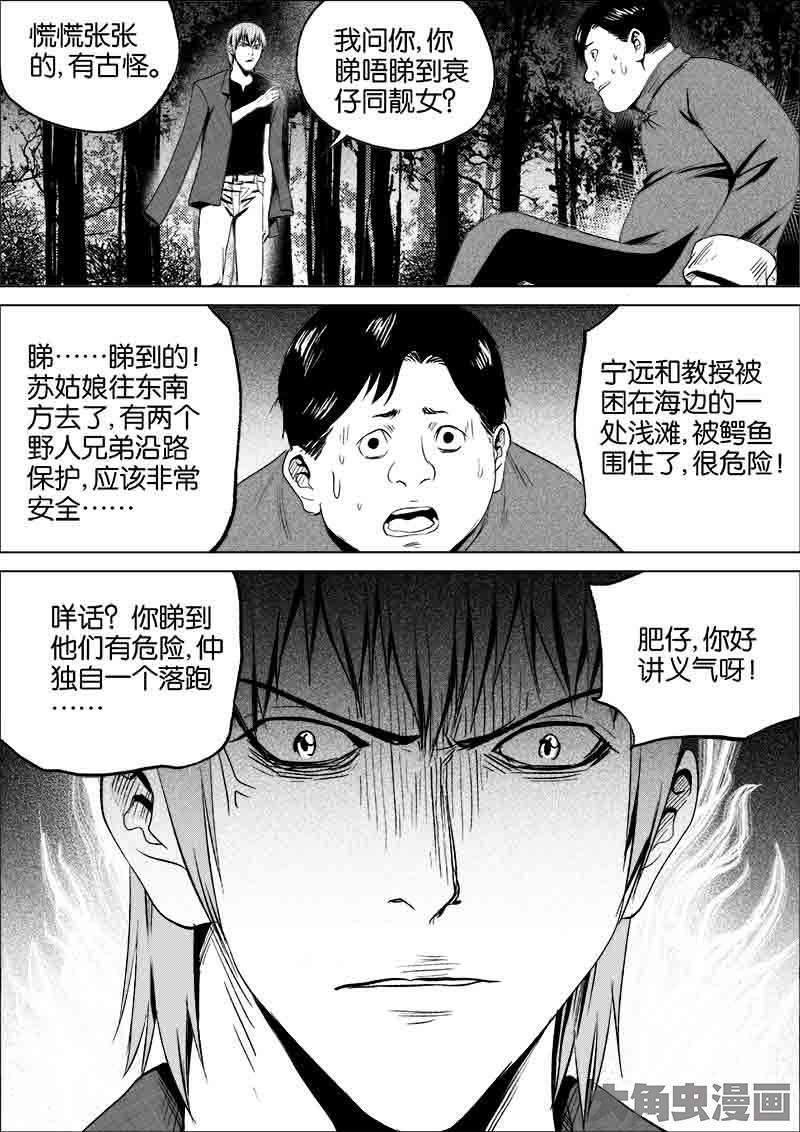 慌慌张张
的，有古怪。
我问你，你
睇唔睇到衰
仔同靓女？
睇……睇到的！
苏姑娘往东南
方去了，有两个
野人兄弟沿路
保护，应该非常
安全……
宁远和教授被
困在海边的一
处浅滩，被鳄鱼
围住了，很危险！
咩话？你睇到
他们有危险，仲
独自一个落跑
……
肥仔，你好
讲义气呀！
大角虫漫画